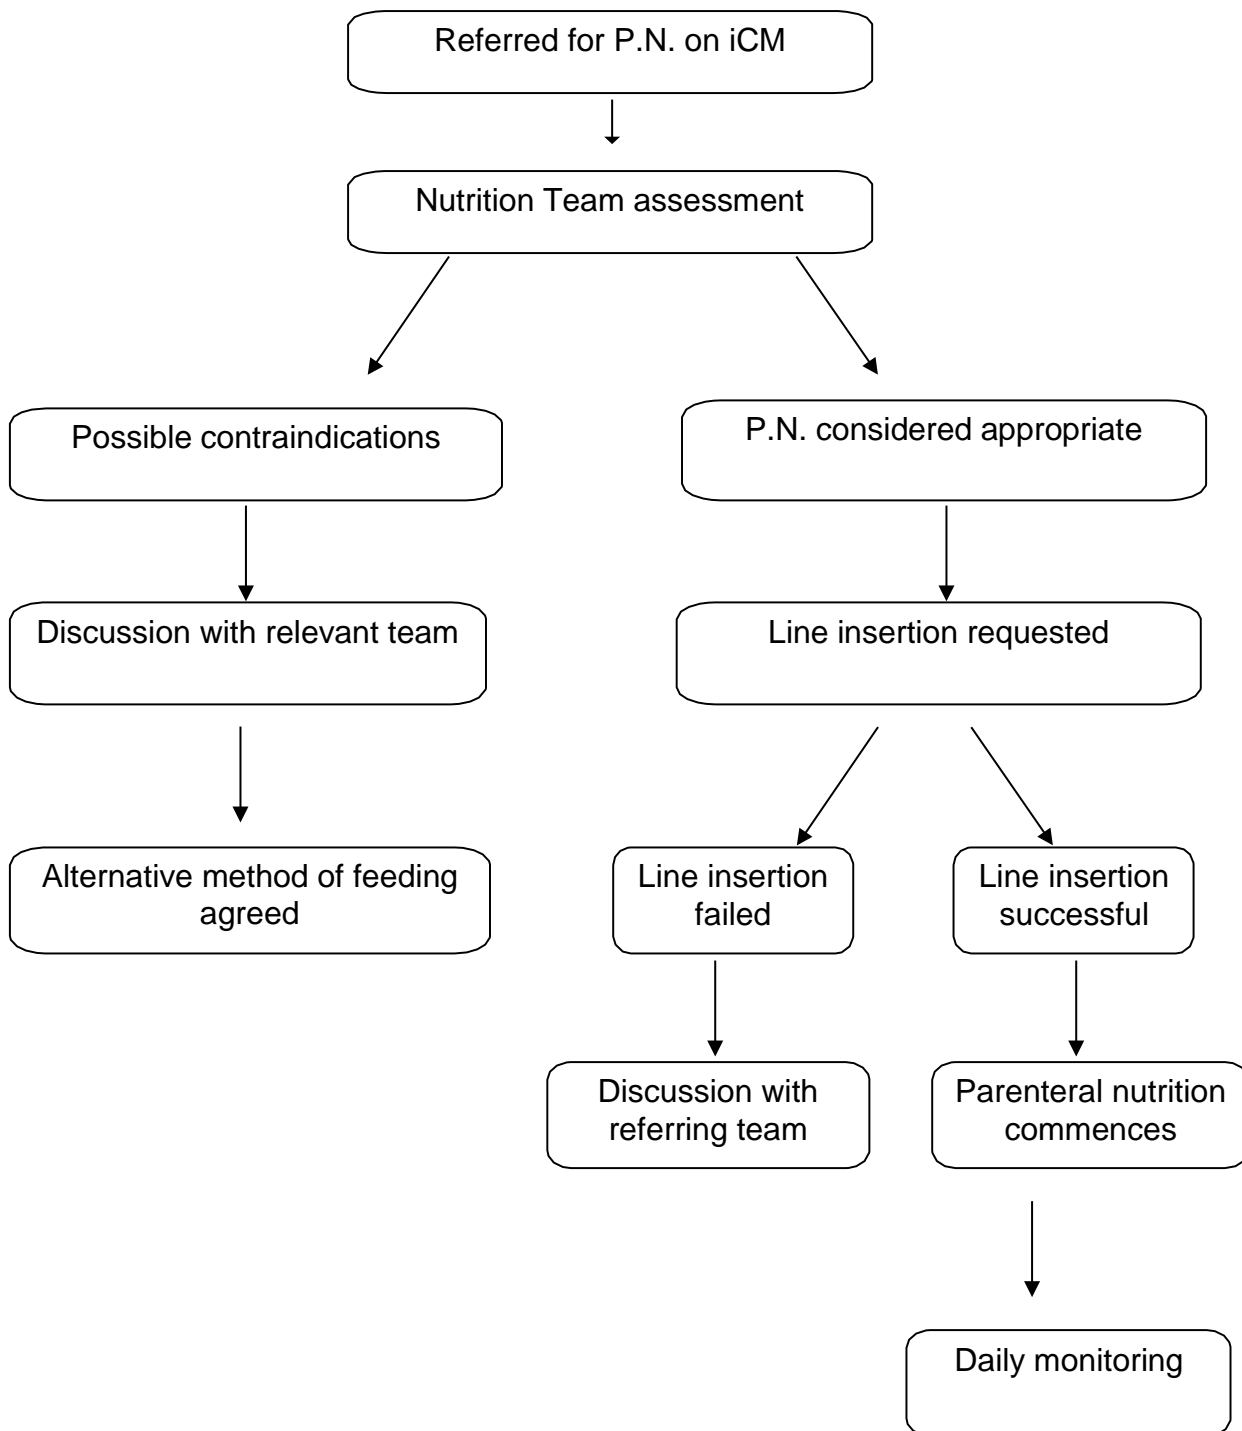 Referred for P.N. on iCM
Nutrition Team assessment
Possible contraindications
P.N. considered appropriate
Discussion with relevant team
Line insertion requested
Alternative method of feeding
agreed
Line insertion
failed
Line insertion
successful
Discussion with
referring team
Parenteral nutrition
commences
Daily monitoring